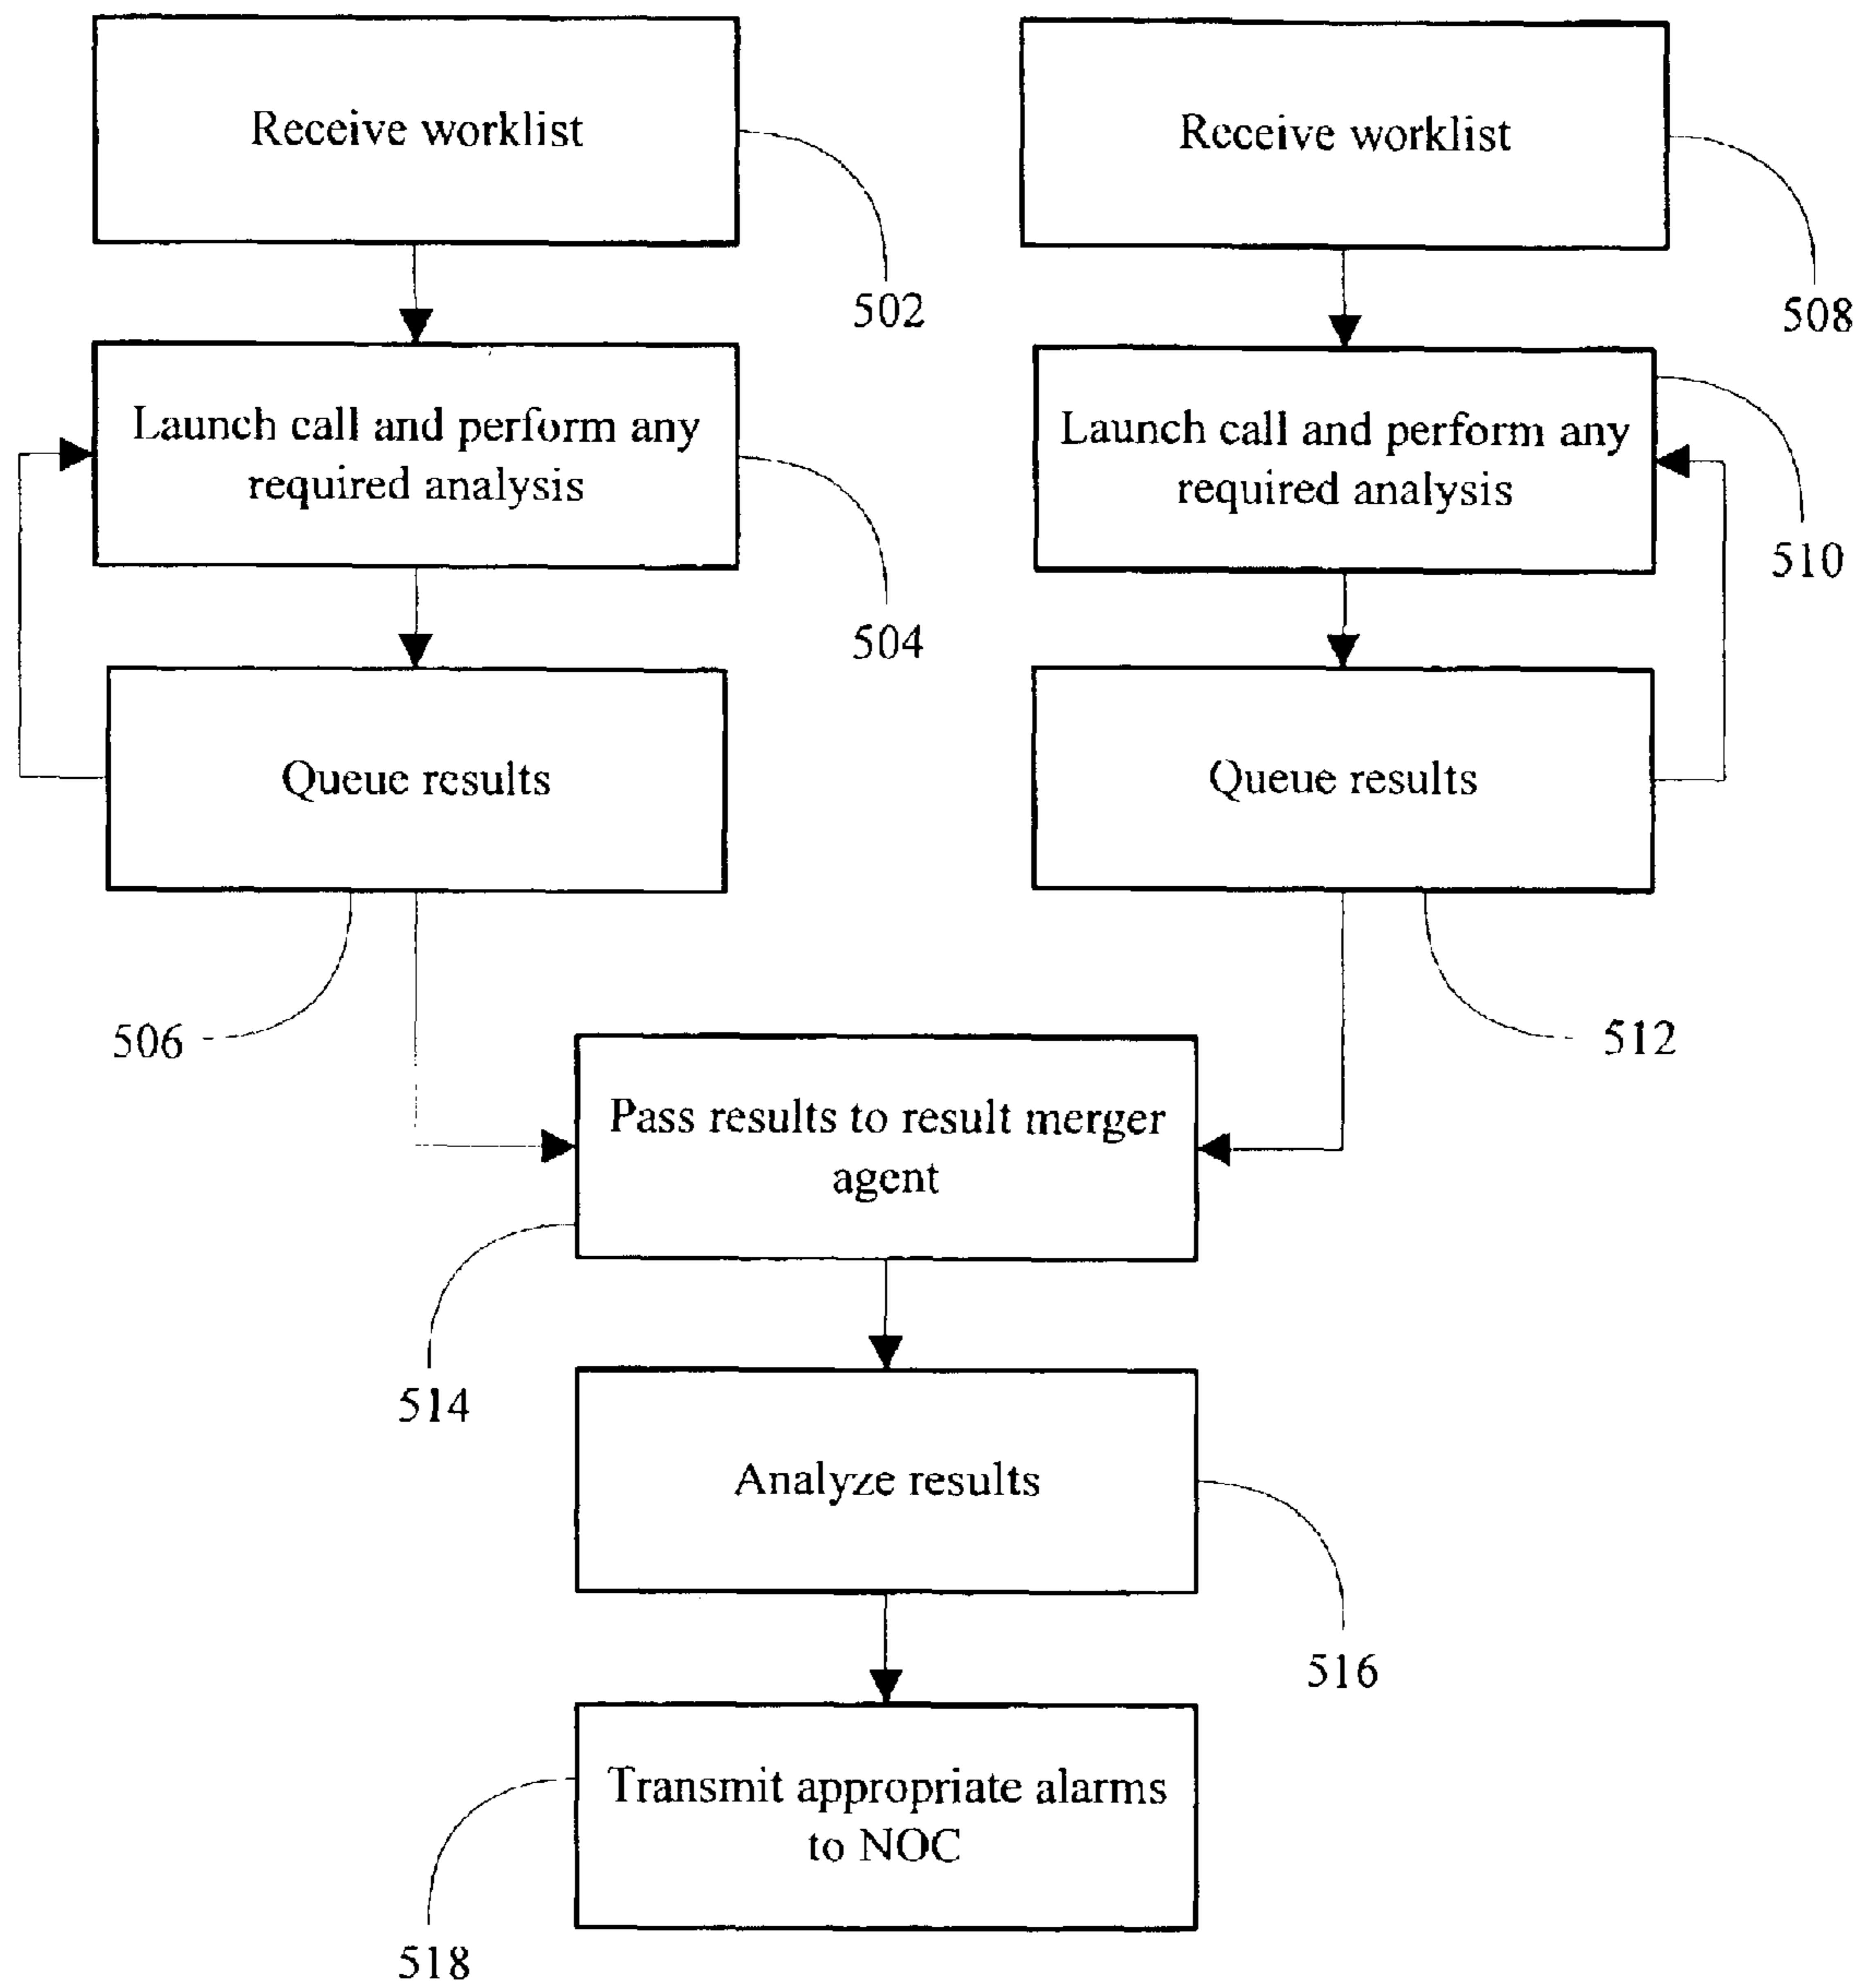 Receive worklist
Receive worklist
502
508
Launch call and perform any
required analysis
Launch call and perform any
required analysis
510
504
Queue results
Queue results
506
512
Pass results to result merger
agent
514
Analyze results
516
Transmit appropriate alarms
to NOC
518